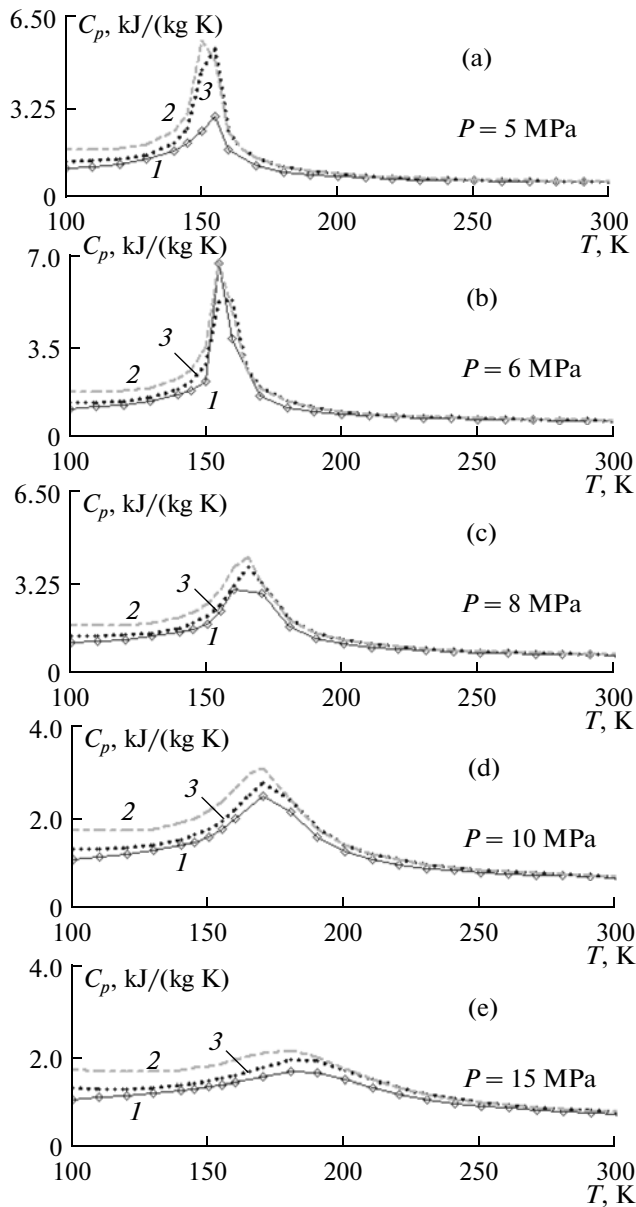 6.50
C_p, kJ/(kg K)
(a)
3.25
2
3
P = 5 MPa
1
0
100 150 200 250 300
T, K
C_p, kJ/(kg K)
7.0
(b)
3.5
3
2
P = 6 MPa
1
0
100 150 200 250 300
T, K
6.50
C_p, kJ/(kg K)
(c)
3.25
3
2
P = 8 MPa
1
0
100 150 200 250 300
T, K
4.0
C_p, kJ/(kg K)
(d)
2.0
2
3
P = 10 MPa
1
0
100 150 200 250 300
T, K
4.0
C_p, kJ/(kg K)
(e)
2.0
2
3
P = 15 MPa
1
0
100 150 200 250 300
T, K